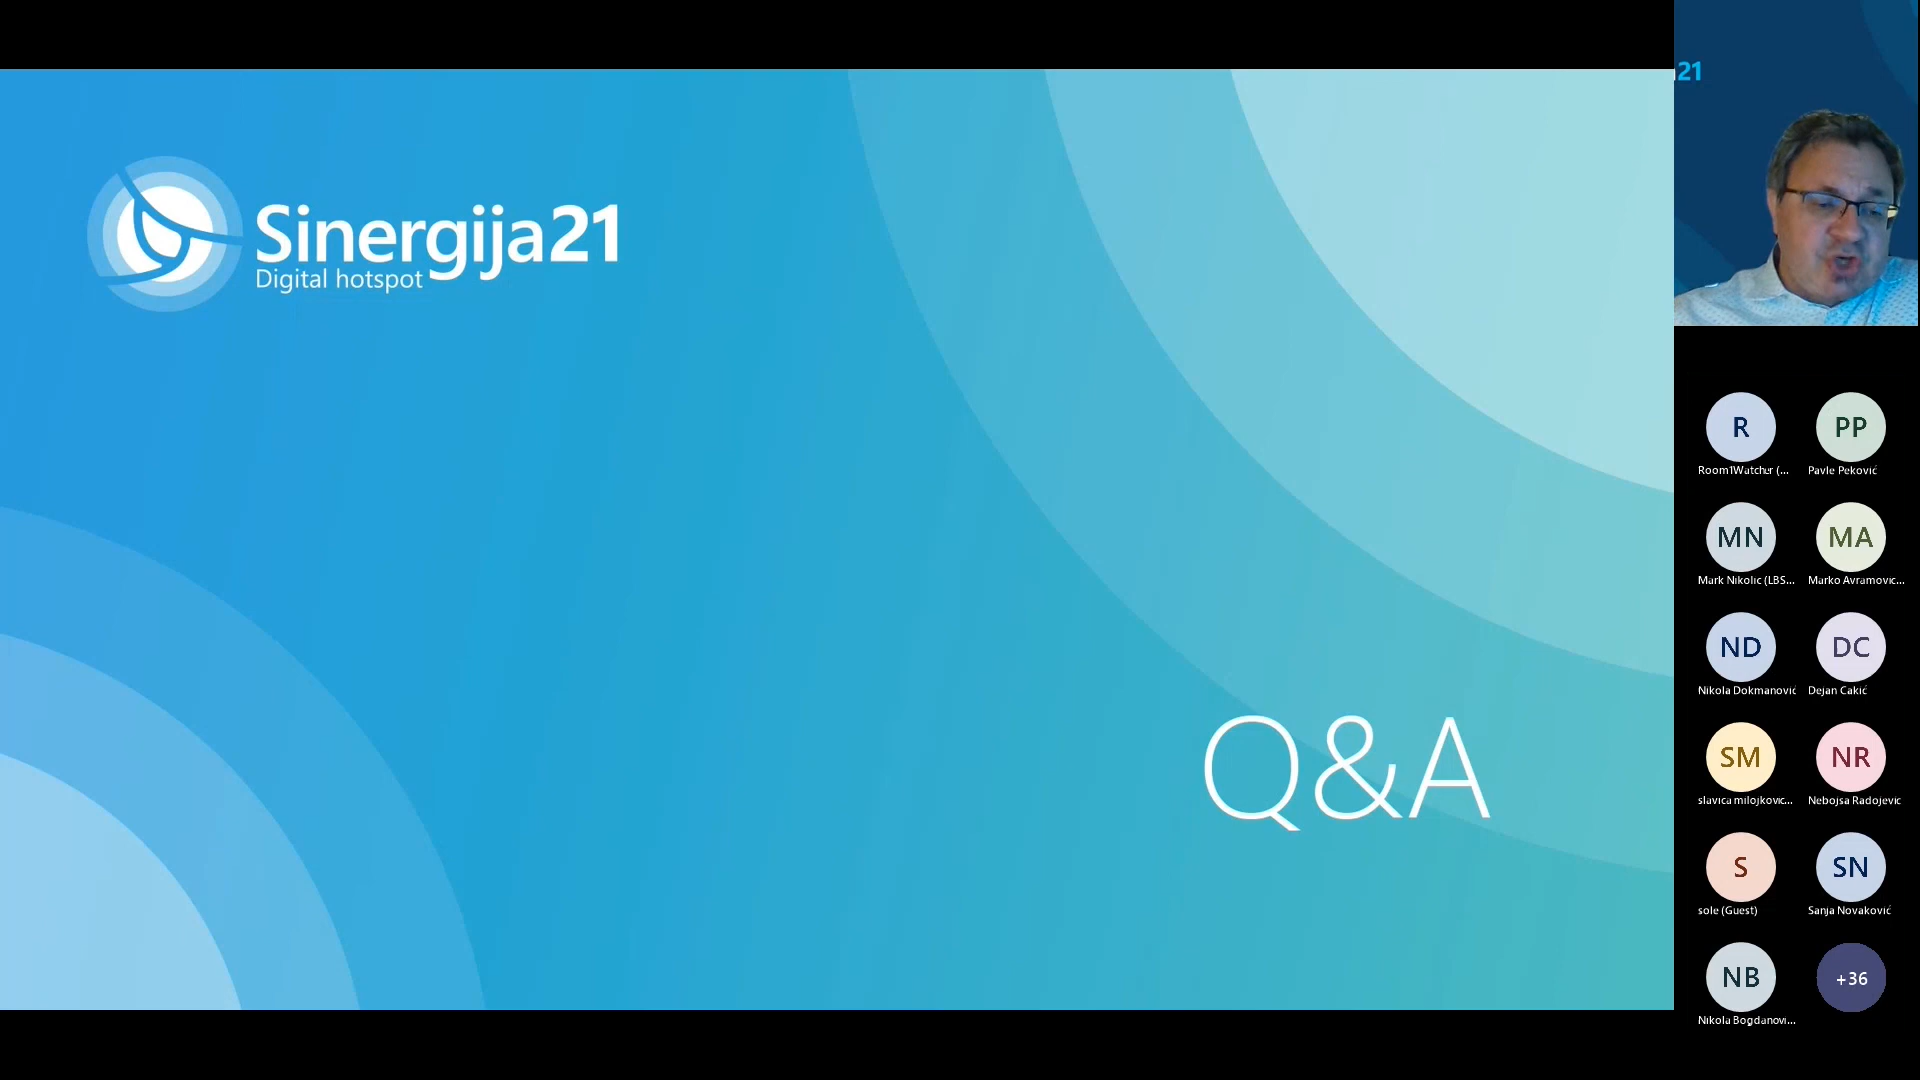 Sinergija21
Digital hotspot
Q&A
21
R
PP
Room1Watcher (...
Pavle Peković
MN
MA
Mark Nikolic (LBS...
Marko Avramovic...
ND
DC
Nikola Dokmanović
Dejan Cakić
SM
NR
slavica milojkovic...
Nebojsa Radojevic
S
SN
sole (Guest)
Sanja Novaković
NB
+36
Nikola Bogdanovi...